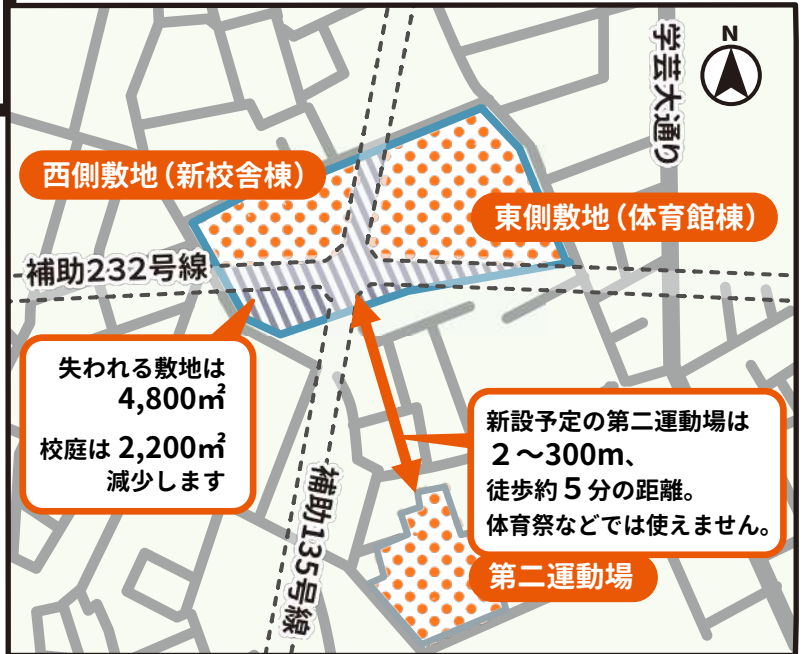 N
学芸大通り
西側敷地（新校舎棟）
東側敷地（体育館棟）
補助232号線
失われる敷地は
4,800㎡
校庭は 2,200㎡
減少します
新設予定の第二運動場は
２〜300m、
徒歩約５分の距離。
体育祭などでは使えません。
補助135号線
第二運動場